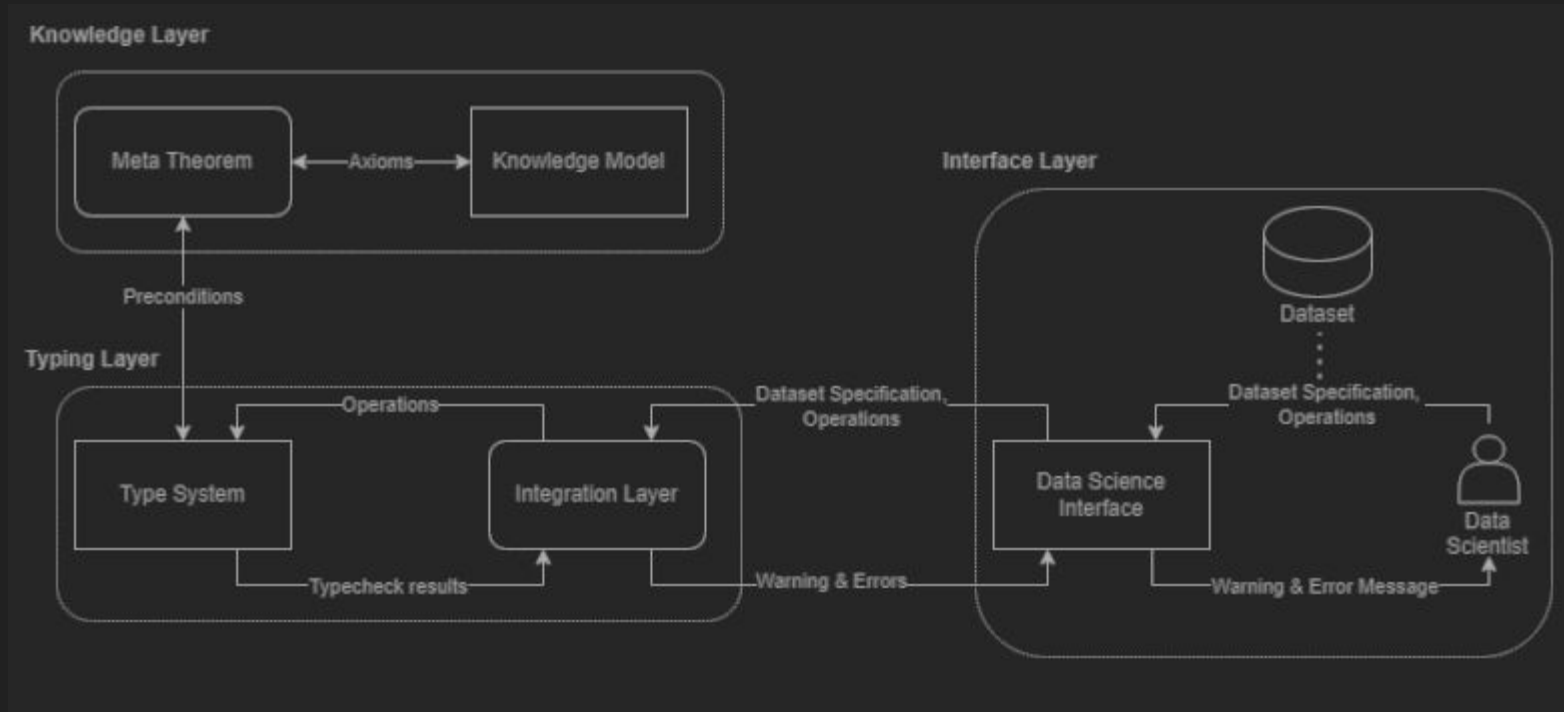 Knowledge Layer
Meta Theorem
Axioms
Knowledge Model
Interface Layer
Dataset
Preconditions
Typing Layer
Operations
Dataset Specification,
Operations
Dataset Specification,
Operations
Type System
Integration Layer
Data Science
Interface
Data
Scientist
Typecheck results
Warning & Errors
Warning & Error Message